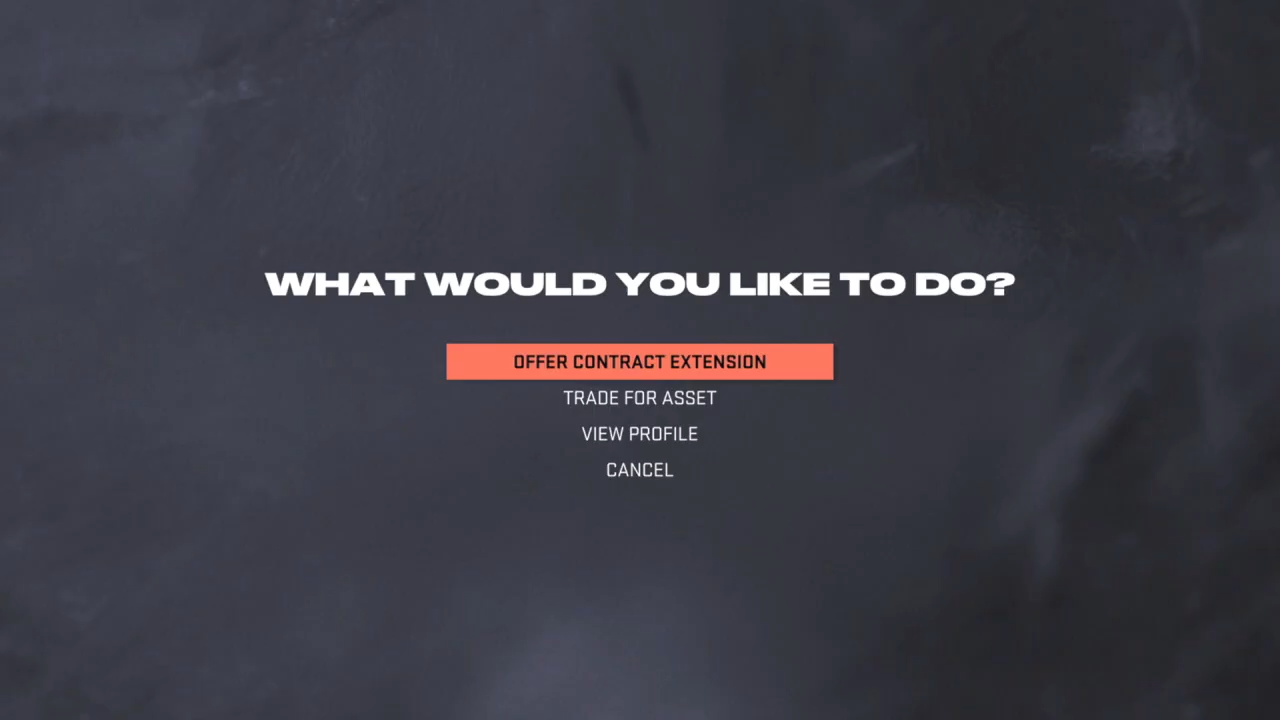 WHAT WOULD YOU LIKE TO DO?
OFFER CONTRACT EXTENSION
TRADE FOR ASSET
VIEW PROFILE
CANCEL